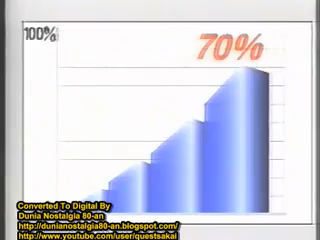 100%
70%
Converted To Digital By
Dunia Nostalgia 80-an
http://dunianostalgia80-an.blogspot.com/
http://www.youtube.com/user/questsakai